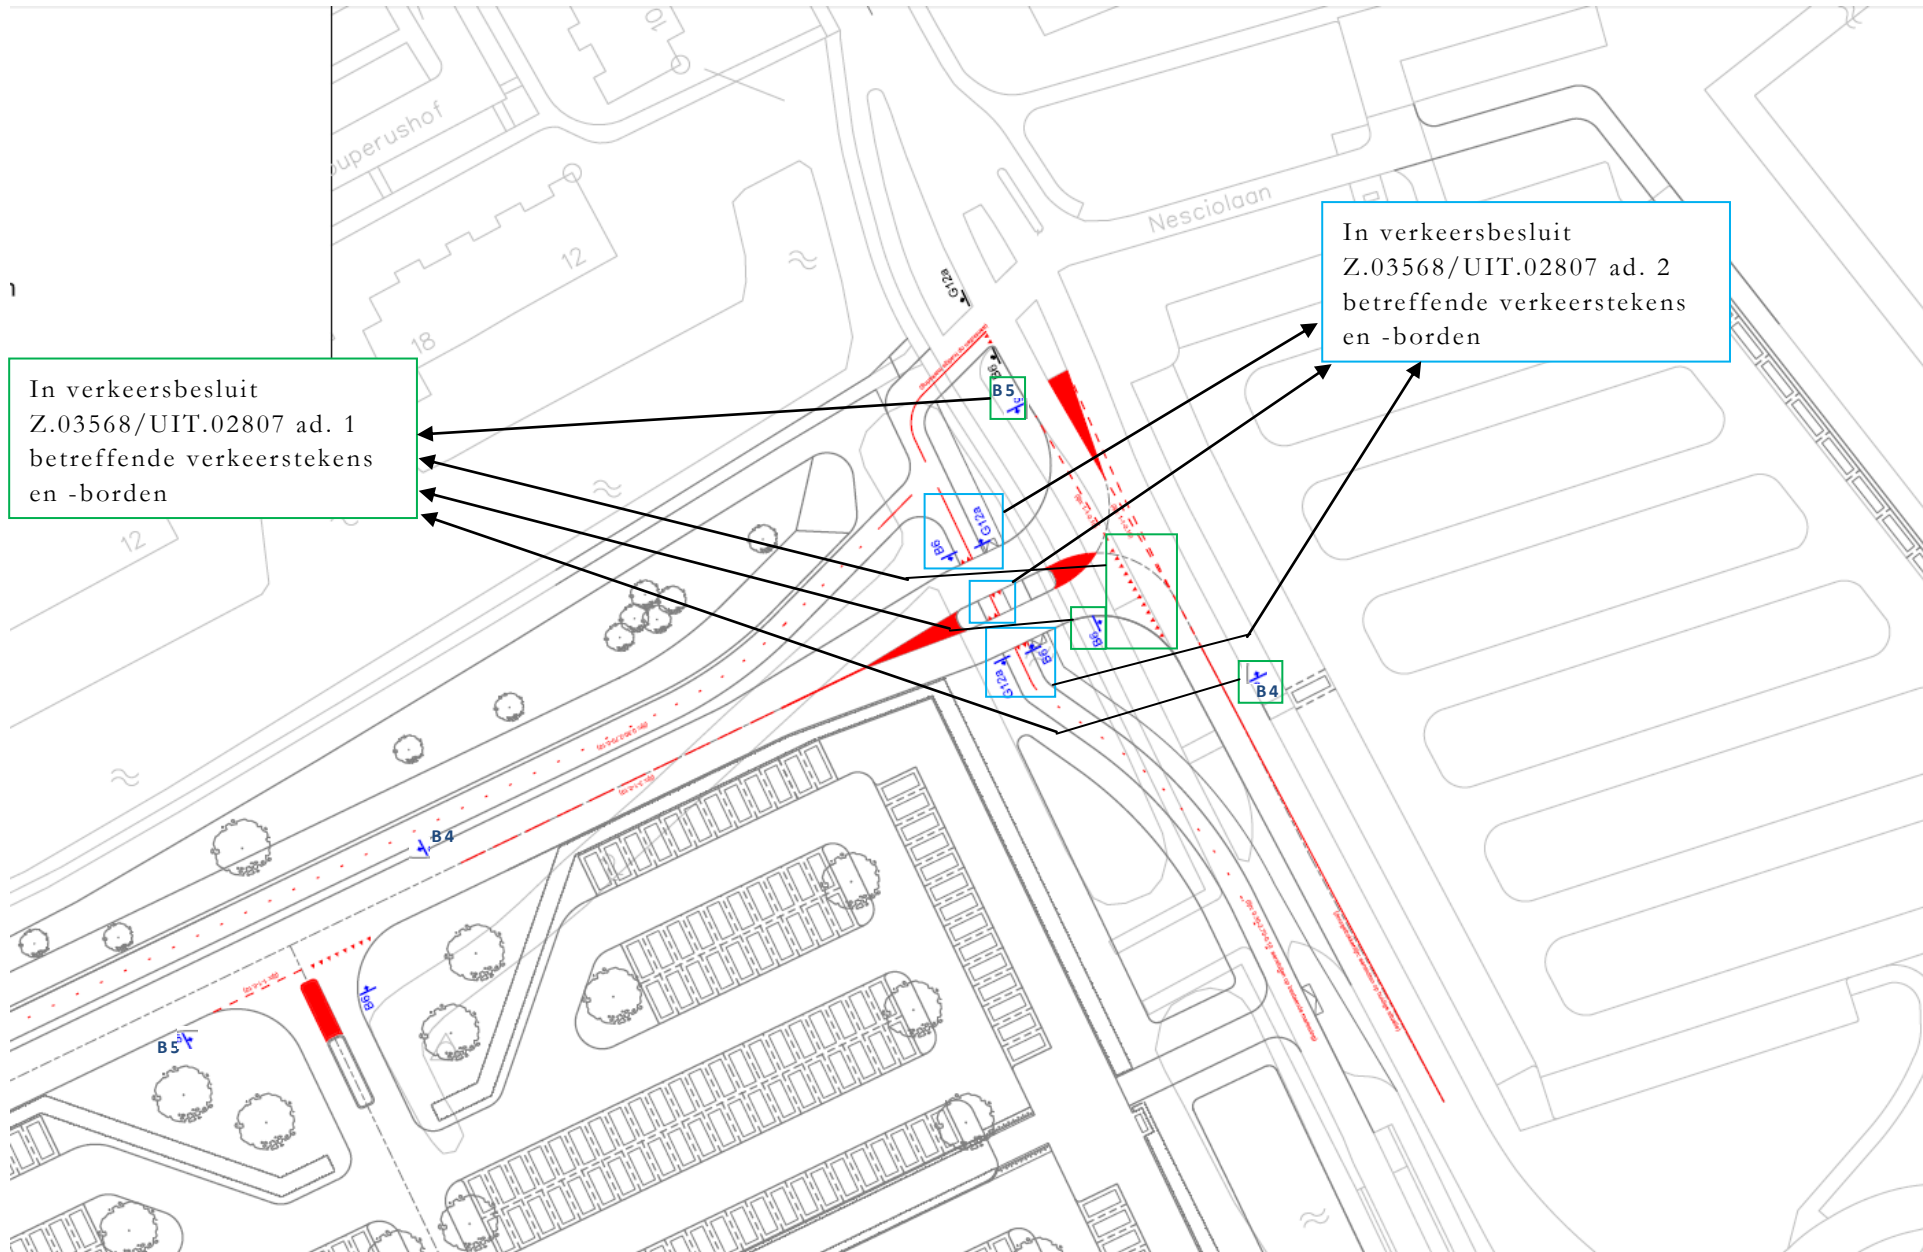 10
ouperushof
Nesciolaan
12
18
12
n
In verkeersbesluit
Z.03568/UIT.02807 ad. 2
betreffende verkeerstekens
en -borden
In verkeersbesluit
Z.03568/UIT.02807 ad. 1
betreffende verkeerstekens
en -borden
G12a
B6
B5
G12a
B6
B6
B6
G12a
B4
B4
B6
B5